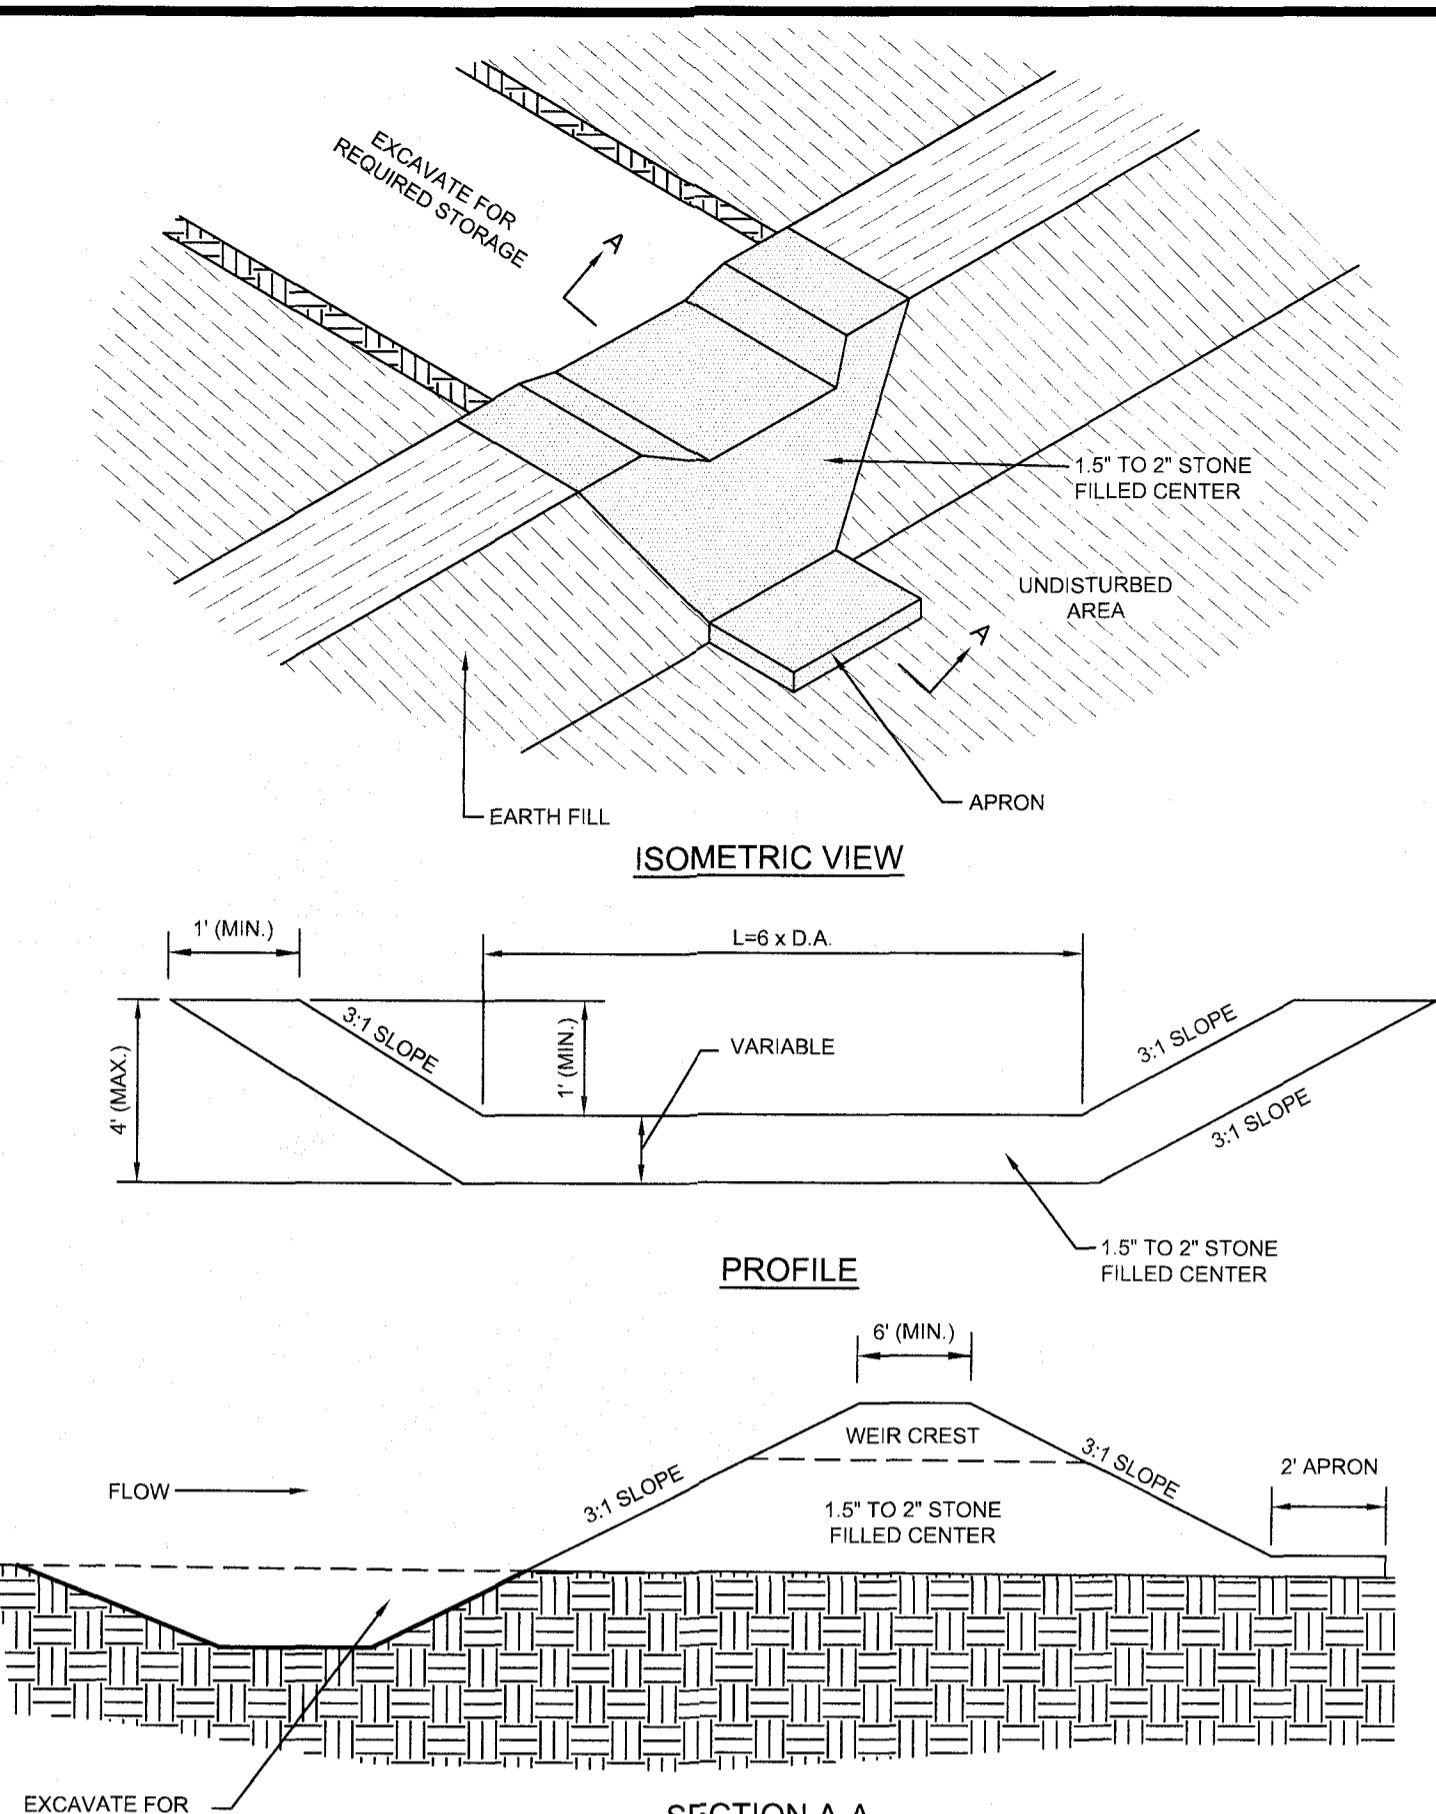 EXCAVATE FOR
REQUIRED STORAGE
A
1.5" TO 2" STONE
FILLED CENTER
UNDISTURBED
AREA
A
APRON
EARTH FILL
ISOMETRIC VIEW
1' (MIN.)
L=6 x D.A.
3:1 SLOPE
1' (MIN.)
VARIABLE
3:1 SLOPE
4' (MAX.)
3:1 SLOPE
1.5" TO 2" STONE
FILLED CENTER
PROFILE
6' (MIN.)
WEIR CREST
3:1 SLOPE
2' APRON
FLOW
3:1 SLOPE
1.5" TO 2" STONE
FILLED CENTER
EXCAVATE FOR
SECTION A-A